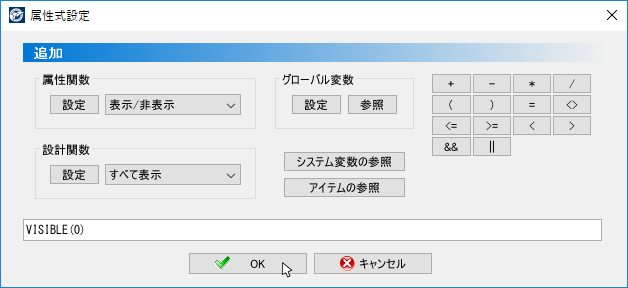 属性式設定
追加
属性関数
設定 表示/非表示
グローバル変数
設定 参照
+ - * /
( ) = <>
<= >= < >
&& ||
設計関数
設定 すべて表示
システム変数の参照
アイテムの参照
VISIBLE(0)
OK キャンセル